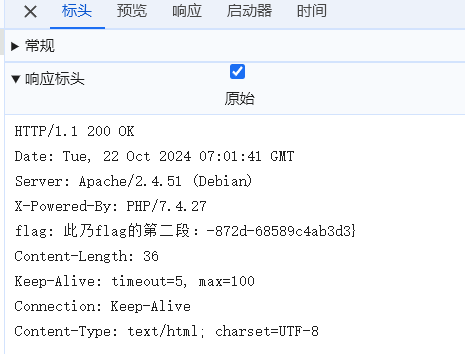 标头 预览 响应 启动器 时间
常规
响应标头
原始
HTTP/1.1 200 OK
Date: Tue, 22 Oct 2024 07:01:41 GMT
Server: Apache/2.4.51 (Debian)
X-Powered-By: PHP/7.4.27
flag: 此乃flag的第二段：-872d-68589c4ab3d3}
Content-Length: 36
Keep-Alive: timeout=5, max=100
Connection: Keep-Alive
Content-Type: text/html; charset=UTF-8